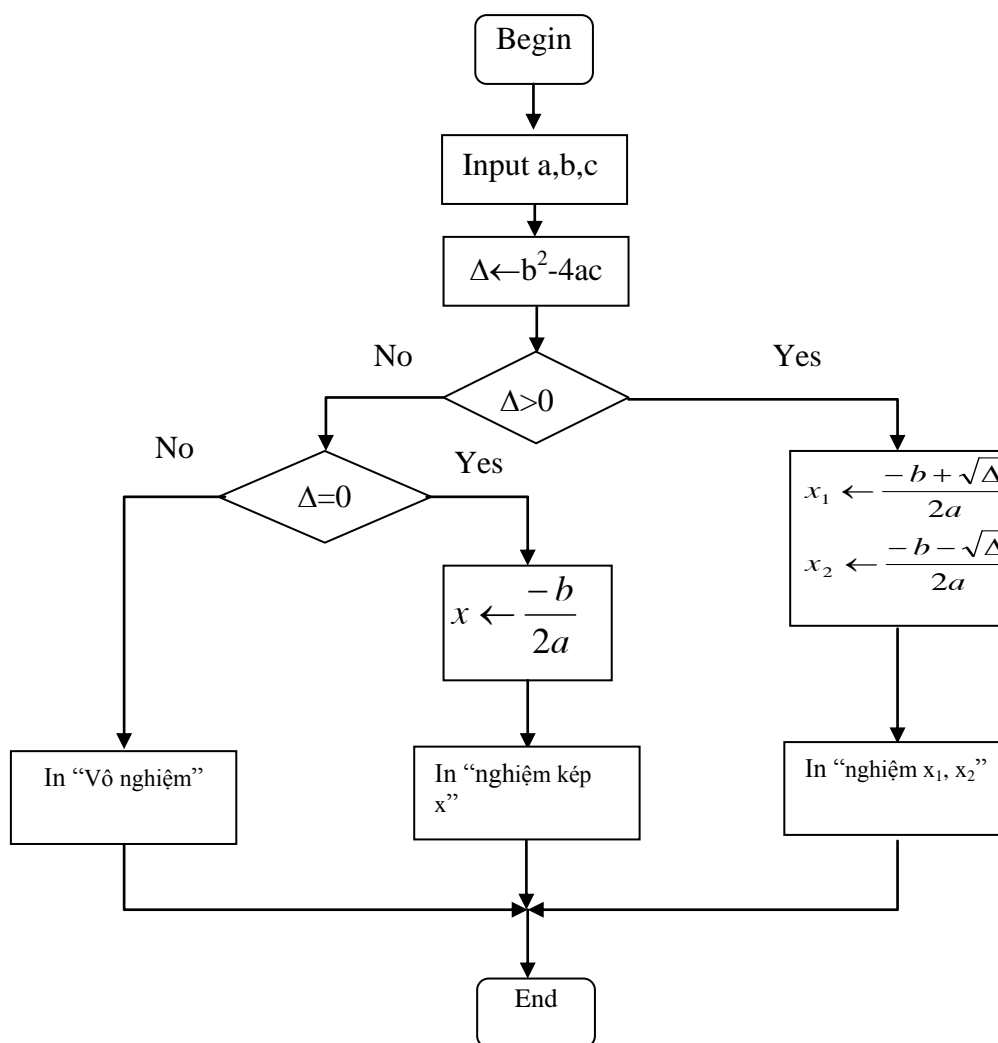 Begin
Input a,b,c
Δ←b²-4ac
No
Yes
Δ>0
No
Yes
Δ=0
x₁ ← (-b + √Δ)/2a
x₂ ← (-b - √Δ)/2a
x ← -b/2a
In “Vô nghiệm”
In “nghiệm kép
x”
In “nghiệm x₁, x₂”
End